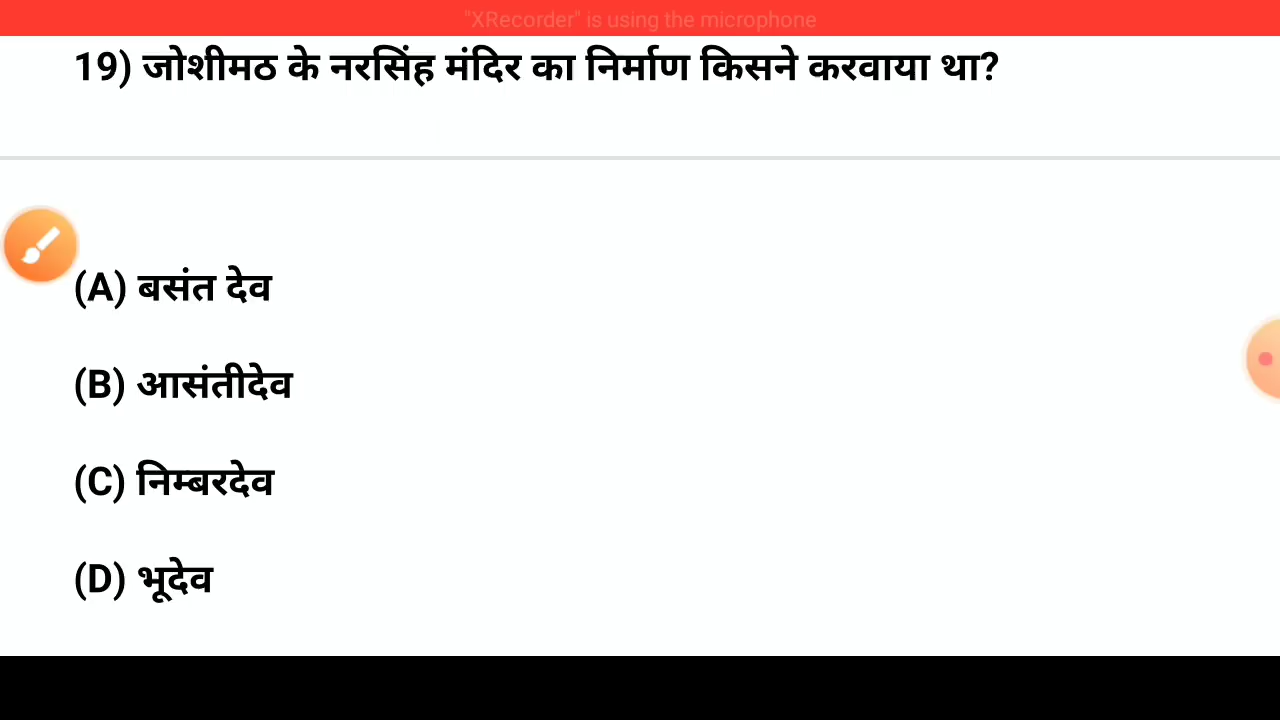 "XRecorder" is using the microphone
19) जोशीमठ के नरसिंह मंदिर का निर्माण किसने करवाया था?
(A) बसंत देव
(B) आसंतीदेव
(C) निम्बरदेव
(D) भूदेव